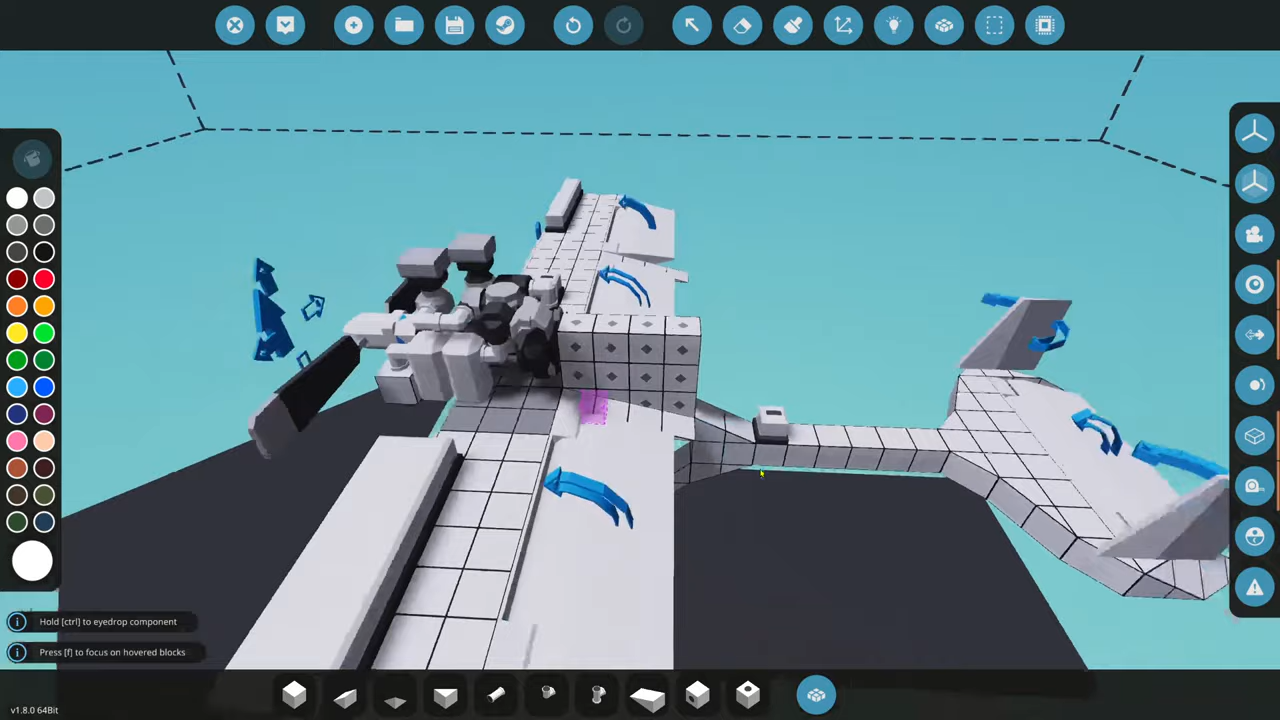 Hold [ctrl] to eyedrop component
Press [f] to focus on hovered blocks
v1.8.0 64Bit